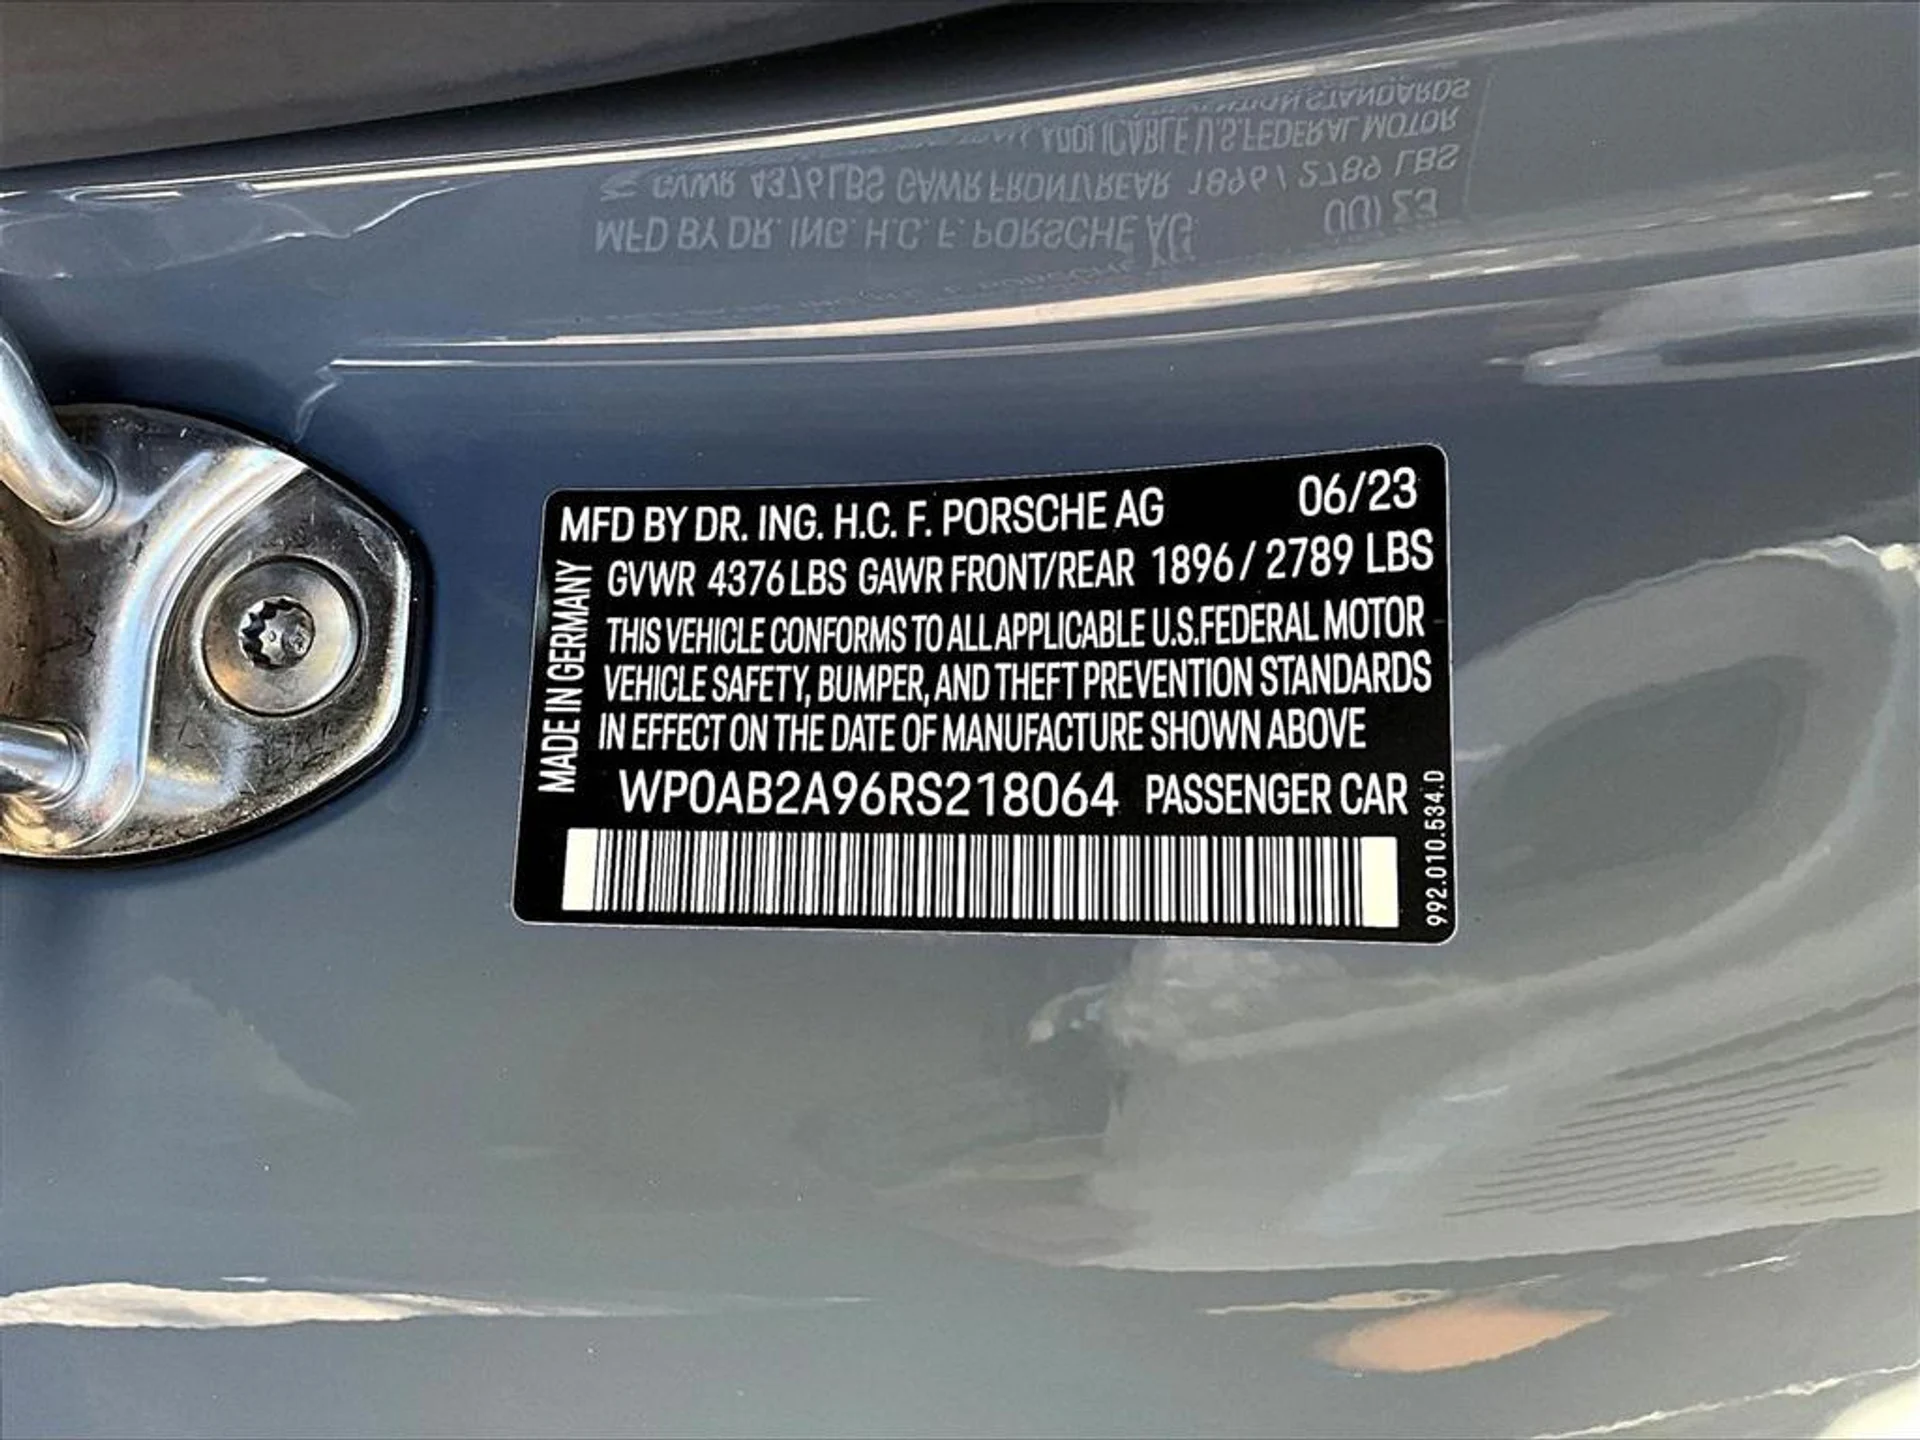 MFD BY DR. ING. H.C. F. PORSCHE AG 06/23
GVWR 4376 LBS GAWR FRONT/REAR 1896 / 2789 LBS
THIS VEHICLE CONFORMS TO ALL APPLICABLE U.S. FEDERAL MOTOR
VEHICLE SAFETY, BUMPER, AND THEFT PREVENTION STANDARDS
IN EFFECT ON THE DATE OF MANUFACTURE SHOWN ABOVE
WP0AB2A96RS218064 PASSENGER CAR
MADE IN GERMANY
992.010.534.0